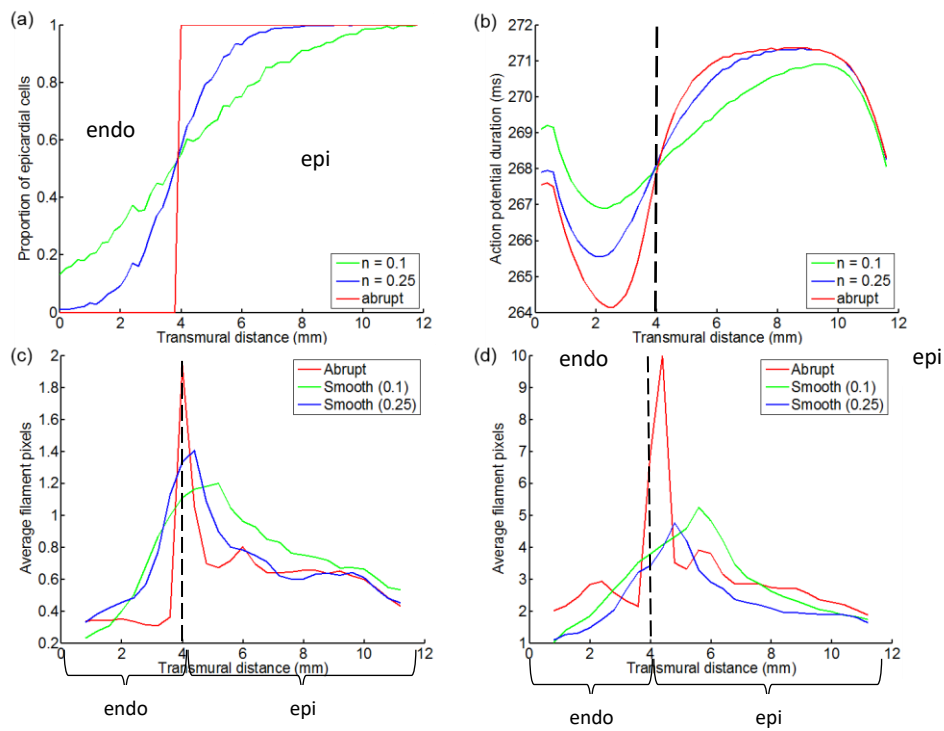 (a)
Proportion of epicardial cells
1
0.8
0.6
0.4
0.2
0
endo
epi
n = 0.1
n = 0.25
abrupt
0 2 4 6 8 10 12
Transmural distance (mm)
(b)
Action potential duration (ms)
272
271
270
269
268
267
266
265
264
n = 0.1
n = 0.25
abrupt
0 2 4 6 8 10 12
Transmural distance (mm)
(c)
Average filament pixels
2
1.8
1.6
1.4
1.2
1
0.8
0.6
0.4
0.2
Abrupt
Smooth (0.1)
Smooth (0.25)
0 2 4 6 8 10 12
Transmural distance (mm)
endo epi
(d)
endo epi
Average filament pixels
10
9
8
7
6
5
4
3
2
1
Abrupt
Smooth (0.1)
Smooth (0.25)
0 2 4 6 8 10 12
Transmural distance (mm)
endo epi